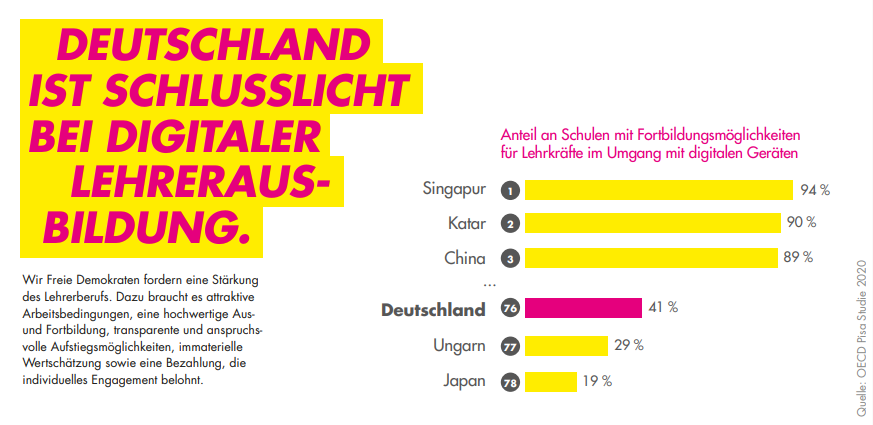 DEUTSCHLAND
IST SCHLUSSLICHT
BEI DIGITALER
LEHRERAUS-
BILDUNG.
Wir Freie Demokraten fordern eine Stärkung
des Lehrerberufs. Dazu braucht es attraktive
Arbeitsbedingungen, eine hochwertige Aus-
und Fortbildung, transparente und anspruchs-
volle Aufstiegsmöglichkeiten, immaterielle
Wertschätzung sowie eine Bezahlung, die
individuelles Engagement belohnt.
Anteil an Schulen mit Fortbildungsmöglichkeiten
für Lehrkräfte im Umgang mit digitalen Geräten
Singapur 1 94 %
Katar 2 90 %
China 3 89 %
...
Deutschland 76 41 %
Ungarn 77 29 %
Japan 78 19 %
Quelle: OECD Pisa Studie 2020